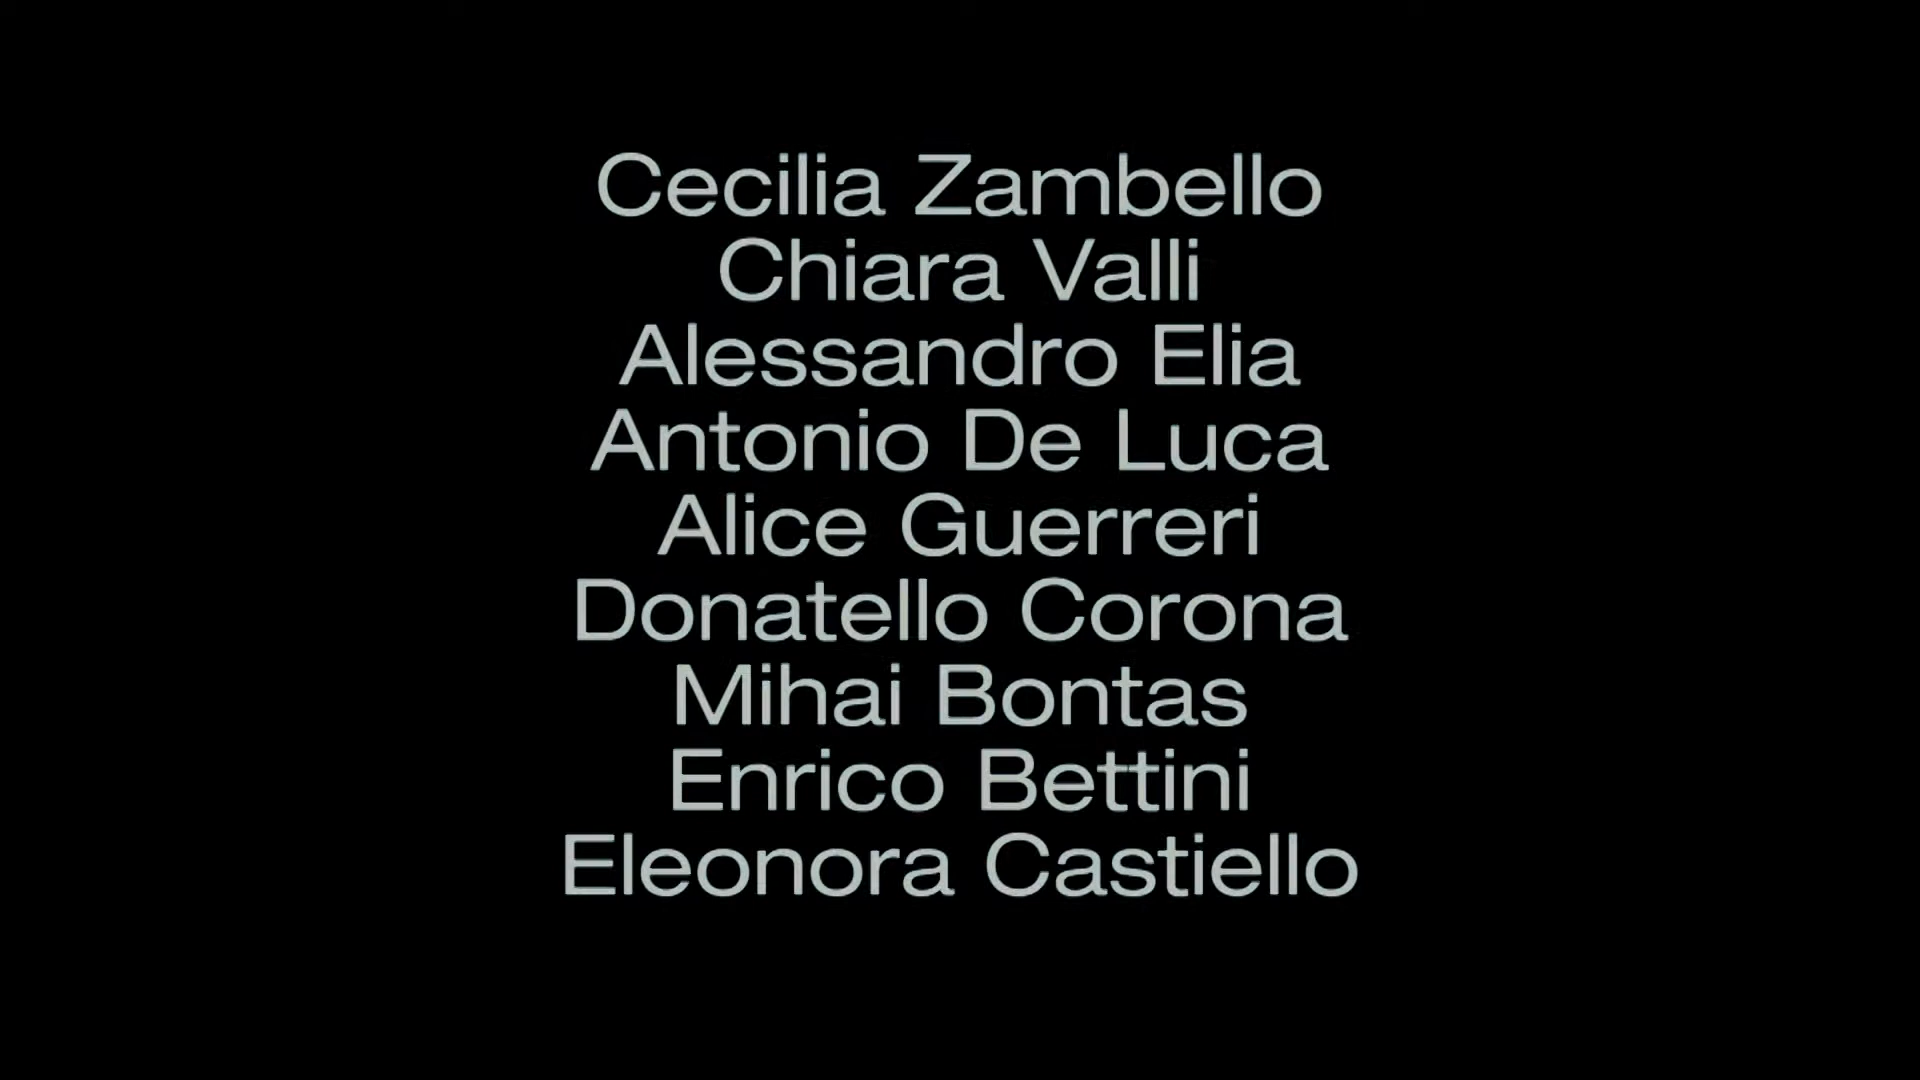 Cecilia Zambello
Chiara Valli
Alessandro Elia
Antonio De Luca
Alice Guerreri
Donatello Corona
Mihai Bontas
Enrico Bettini
Eleonora Castiello